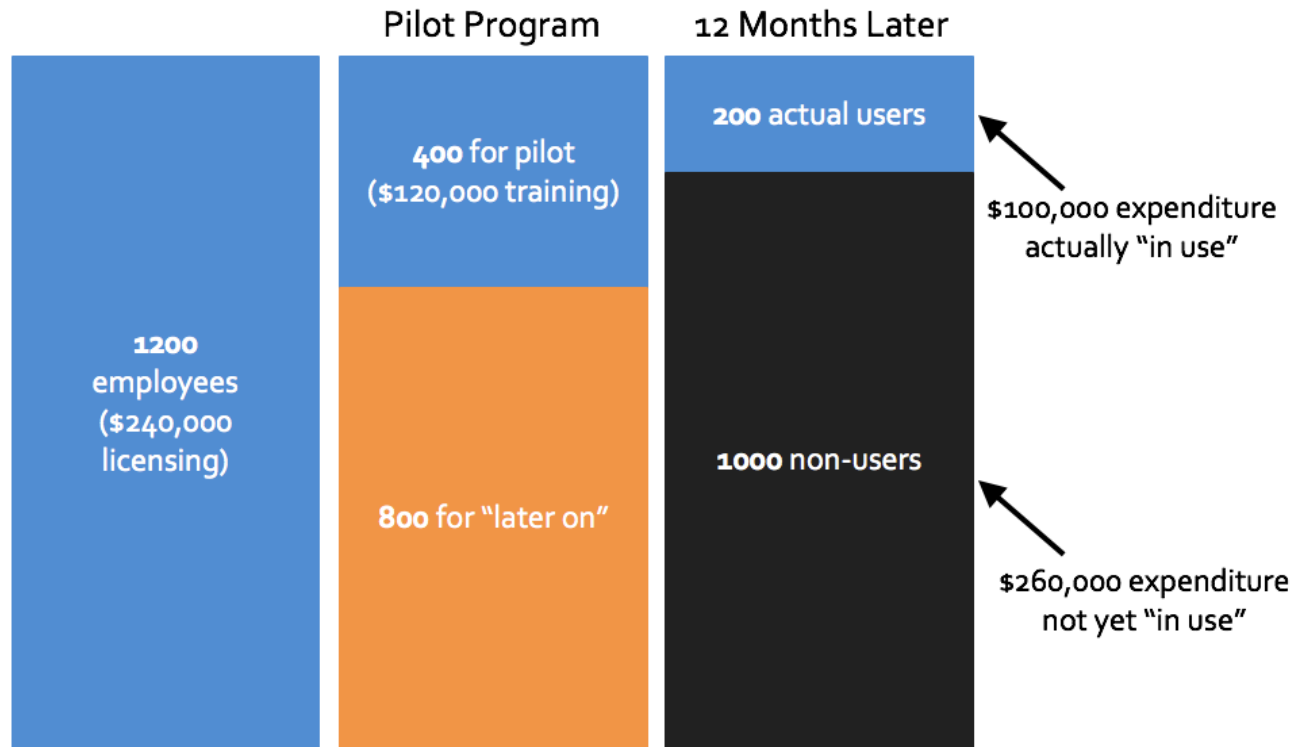 Pilot Program
12 Months Later
1200
employees
($240,000
licensing)
400 for pilot
($120,000 training)
800 for “later on”
200 actual users
1000 non-users
$100,000 expenditure
actually “in use”
$260,000 expenditure
not yet “in use”